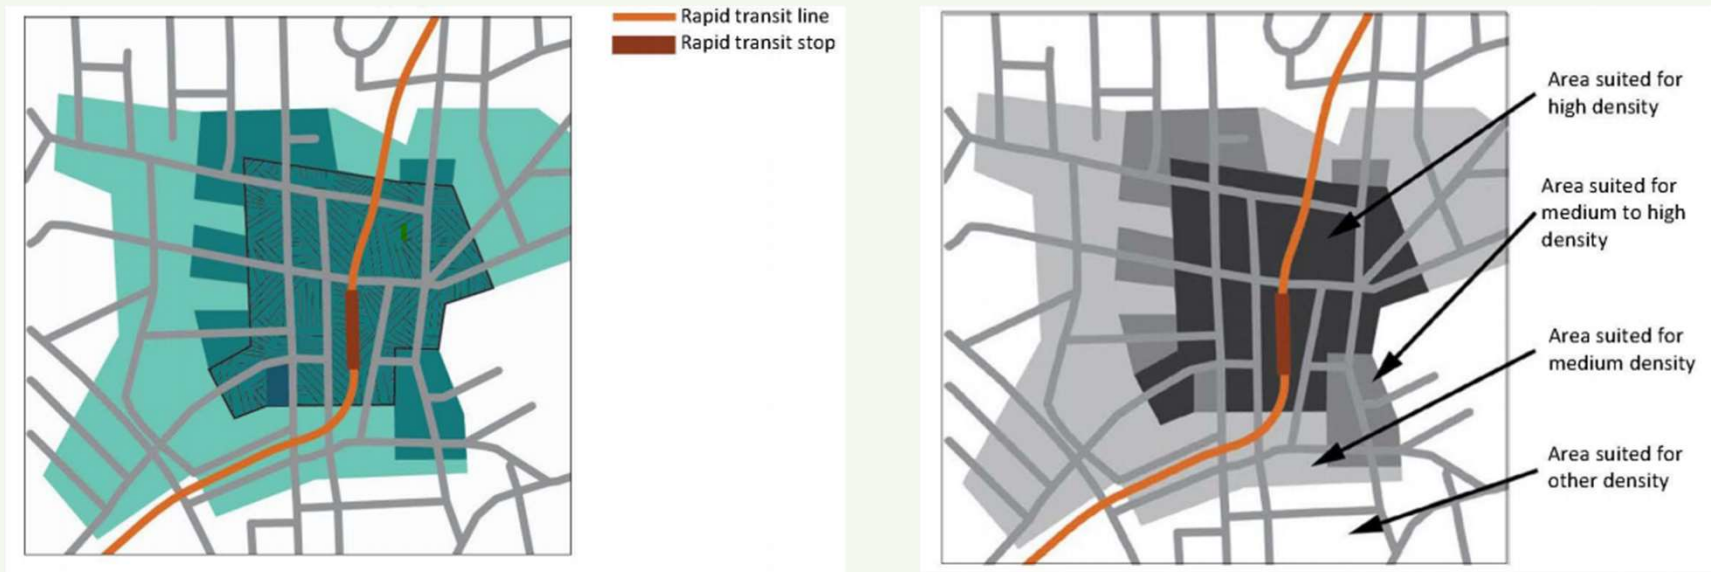 Rapid transit line
Rapid transit stop
Area suited for
high density
Area suited for
medium to high
density
Area suited for
medium density
Area suited for
other density